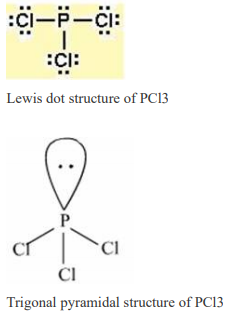 :Cl—P—Cl:
:Cl:
Lewis dot structure of PCl3
P
Cl Cl
Cl
Trigonal pyramidal structure of PCl3